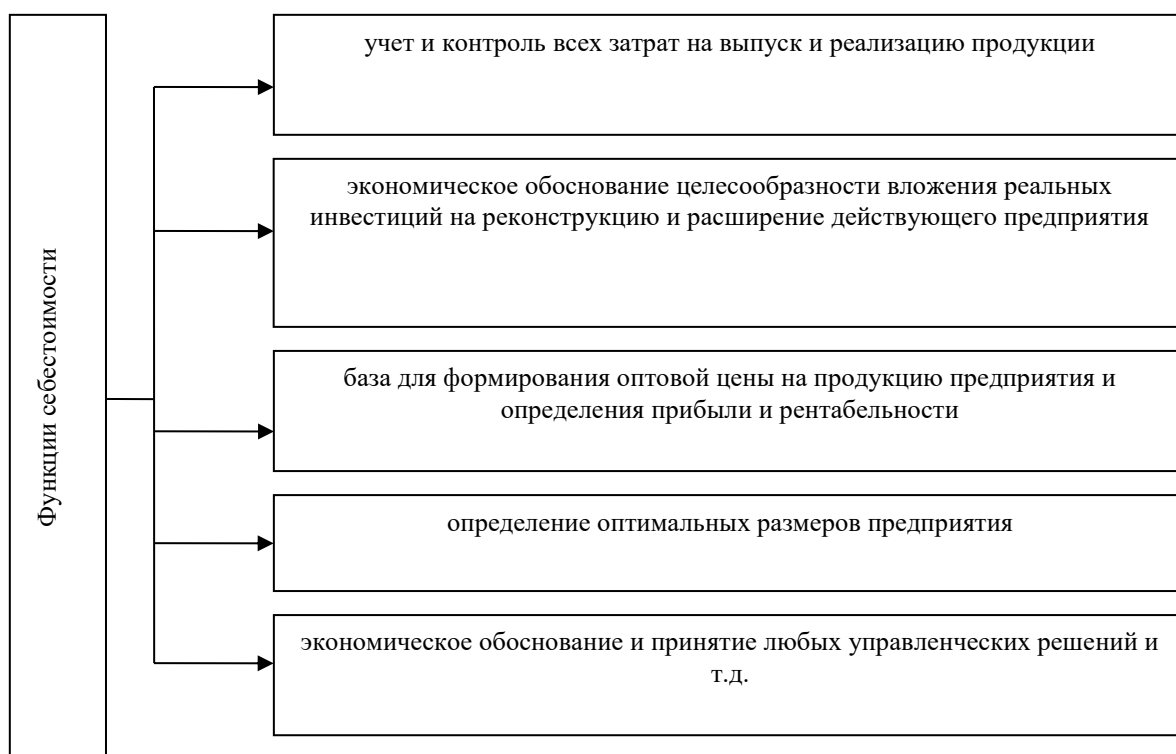 Функции себестоимости
учет и контроль всех затрат на выпуск и реализацию продукции
экономическое обоснование целесообразности вложения реальных
инвестиций на реконструкцию и расширение действующего предприятия
база для формирования оптовой цены на продукцию предприятия и
определения прибыли и рентабельности
определение оптимальных размеров предприятия
экономическое обоснование и принятие любых управленческих решений и
т.д.